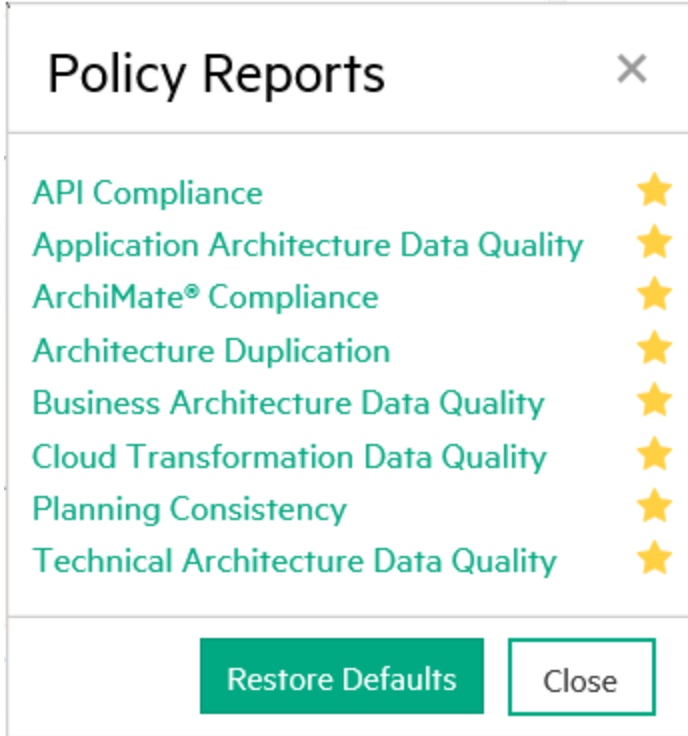 Policy Reports
API Compliance
Application Architecture Data Quality
ArchiMate® Compliance
Architecture Duplication
Business Architecture Data Quality
Cloud Transformation Data Quality
Planning Consistency
Technical Architecture Data Quality
Restore Defaults
Close